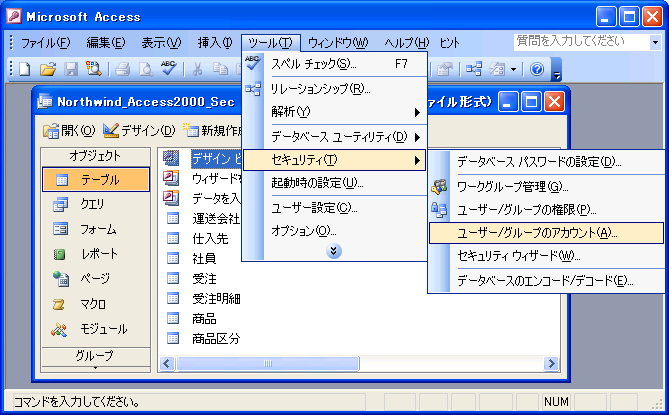 Microsoft Access
ファイル(F) 編集(E) 表示(V) 挿入(I) ツール(T) ウィンドウ(W) ヘルプ(H) ヒント 質問を入力してください
スペル チェック(S)... F7
リレーションシップ(R)...
解析(Y)
データベース ユーティリティ(D)
セキュリティ(T)
起動時の設定(U)...
ユーザー設定(C)...
オプション(O)...
データベース パスワードの設定(D)...
ワークグループ管理(G)...
ユーザー/グループの権限(P)...
ユーザー/グループのアカウント(A)...
セキュリティ ウィザード(W)...
データベースのエンコード/デコード(E)...
Northwind_Access2000_Sec ファイル形式)
開く(O) デザイン(D) 新規作成
オブジェクト
テーブル
クエリ
フォーム
レポート
ページ
マクロ
モジュール
グループ
デザイン ビ
ウィザードを
データを入
運送会社
仕入先
社員
受注
受注明細
商品
商品区分
コマンドを入力してください。 NUM